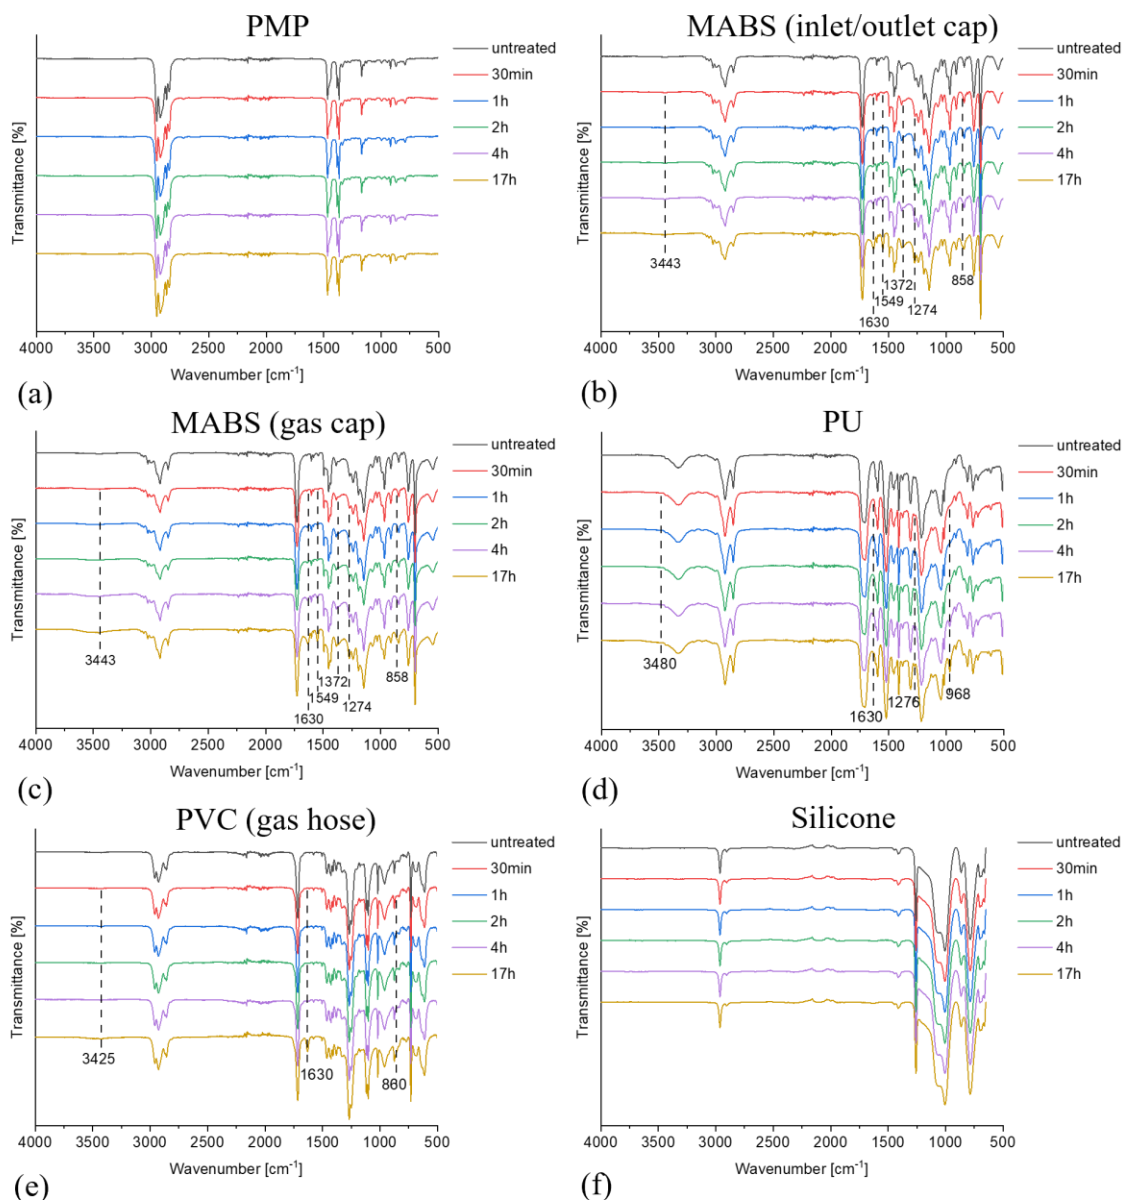 PMP
untreated
30min
1h
2h
4h
17h
Transmittance [%]
4000 3500 3000 2500 2000 1500 1000 500
Wavenumber [cm⁻¹]
(a)
MABS (inlet/outlet cap)
untreated
30min
1h
2h
4h
17h
Transmittance [%]
3443
1372
858
1549
1274
1630
4000 3500 3000 2500 2000 1500 1000 500
Wavenumber [cm⁻¹]
(b)
MABS (gas cap)
untreated
30min
1h
2h
4h
17h
Transmittance [%]
3443
1372
858
1549
1274
1630
4000 3500 3000 2500 2000 1500 1000 500
Wavenumber [cm⁻¹]
(c)
PU
untreated
30min
1h
2h
4h
17h
Transmittance [%]
3480
1276
968
1630
4000 3500 3000 2500 2000 1500 1000 500
Wavenumber [cm⁻¹]
(d)
PVC (gas hose)
untreated
30min
1h
2h
4h
17h
Transmittance [%]
3425
1630
860
4000 3500 3000 2500 2000 1500 1000 500
Wavenumber [cm⁻¹]
(e)
Silicone
untreated
30min
1h
2h
4h
17h
Transmittance [%]
4000 3500 3000 2500 2000 1500 1000 500
Wavenumber [cm⁻¹]
(f)